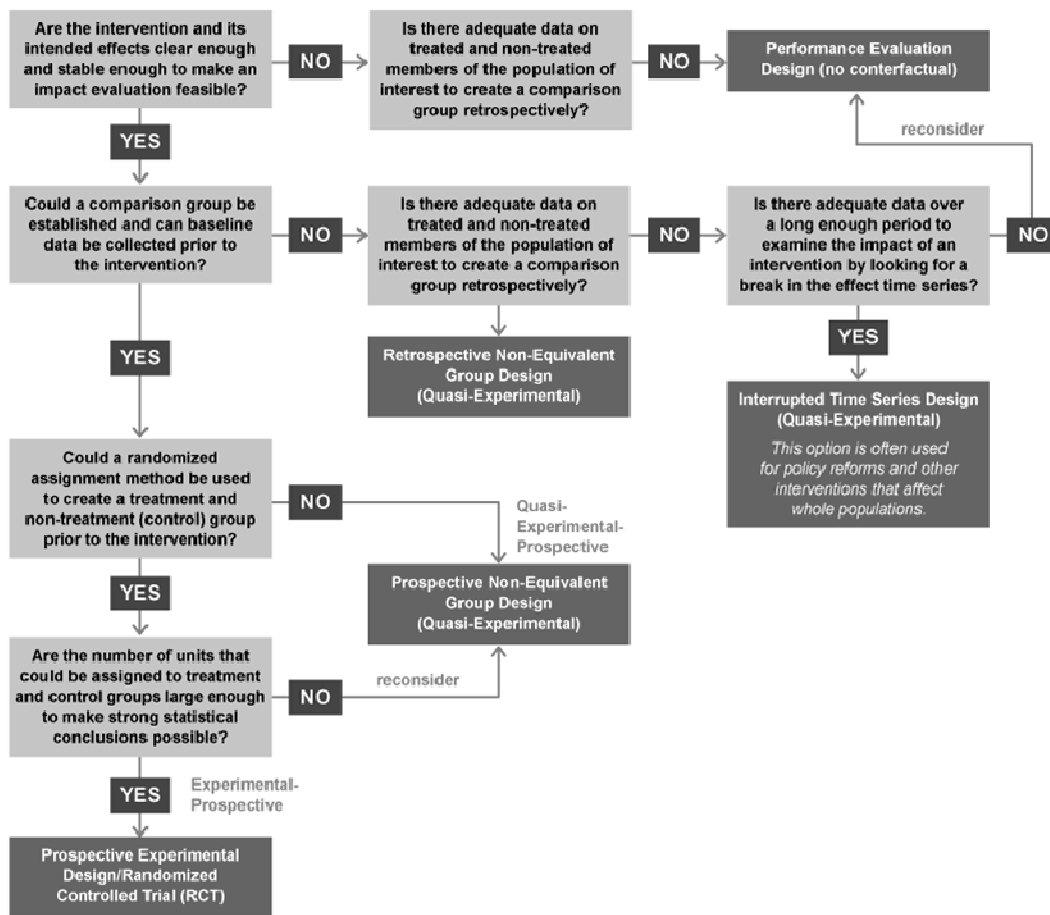 Are the intervention and its
intended effects clear enough
and stable enough to make an
impact evaluation feasible?
NO
Is there adequate data on
treated and non-treated
members of the population of
interest to create a comparison
group retrospectively?
NO
Performance Evaluation
Design (no conterfactual)
reconsider
YES
Could a comparison group be
established and can baseline
data be collected prior to
the intervention?
NO
Is there adequate data on
treated and non-treated
members of the population of
interest to create a comparison
group retrospectively?
NO
Is there adequate data over
a long enough period to
examine the impact of an
intervention by looking for a
break in the effect time series?
NO
YES
YES
Retrospective Non-Equivalent
Group Design
(Quasi-Experimental)
Interrupted Time Series Design
(Quasi-Experimental)
This option is often used
for policy reforms and other
interventions that affect
whole populations.
Could a randomized
assignment method be used
to create a treatment and
non-treatment (control) group
prior to the intervention?
NO
Quasi-
Experimental-
Prospective
YES
Prospective Non-Equivalent
Group Design
(Quasi-Experimental)
Are the number of units that
could be assigned to treatment
and control groups large enough
to make strong statistical
conclusions possible?
NO
reconsider
YES
Experimental-
Prospective
Prospective Experimental
Design/Randomized
Controlled Trial (RCT)